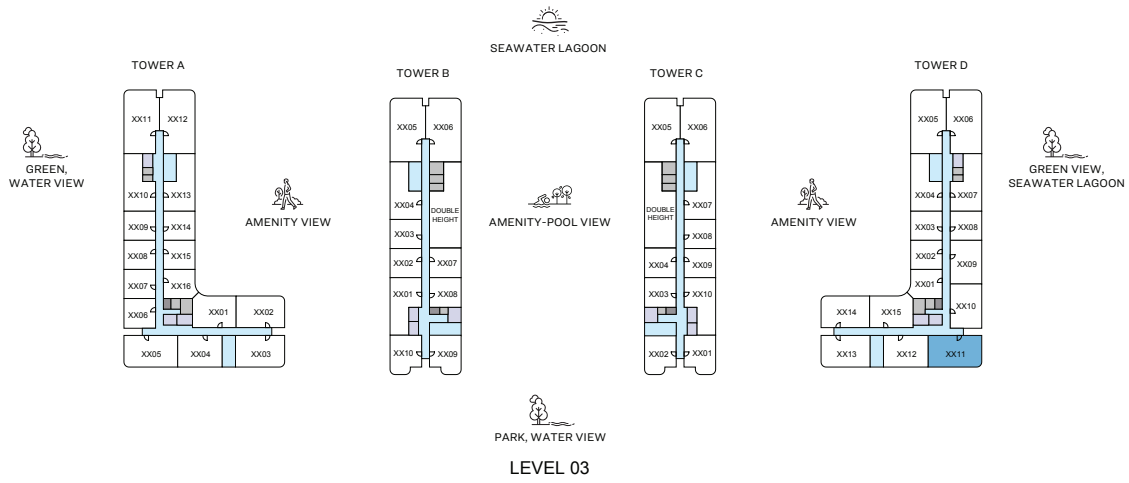 SEAWATER LAGOON
TOWER A
TOWER B
TOWER C
TOWER D
GREEN,
WATER VIEW
AMENITY VIEW
AMENITY-POOL VIEW
AMENITY VIEW
GREEN VIEW,
SEAWATER LAGOON
XX11 XX12
XX10 XX13
XX09 XX14
XX08 XX15
XX07 XX16
XX06 XX01 XX02
XX05 XX04 XX03
XX05 XX06
XX04 DOUBLE
HEIGHT
XX03
XX02 XX07
XX01 XX08
XX10 XX09
XX05 XX06
DOUBLE
HEIGHT
XX07
XX08
XX04 XX09
XX03 XX10
XX02 XX01
XX05 XX06
XX04 XX07
XX03 XX08
XX02 XX09
XX01
XX14 XX15 XX10
XX13 XX12 XX11
PARK, WATER VIEW
LEVEL 03